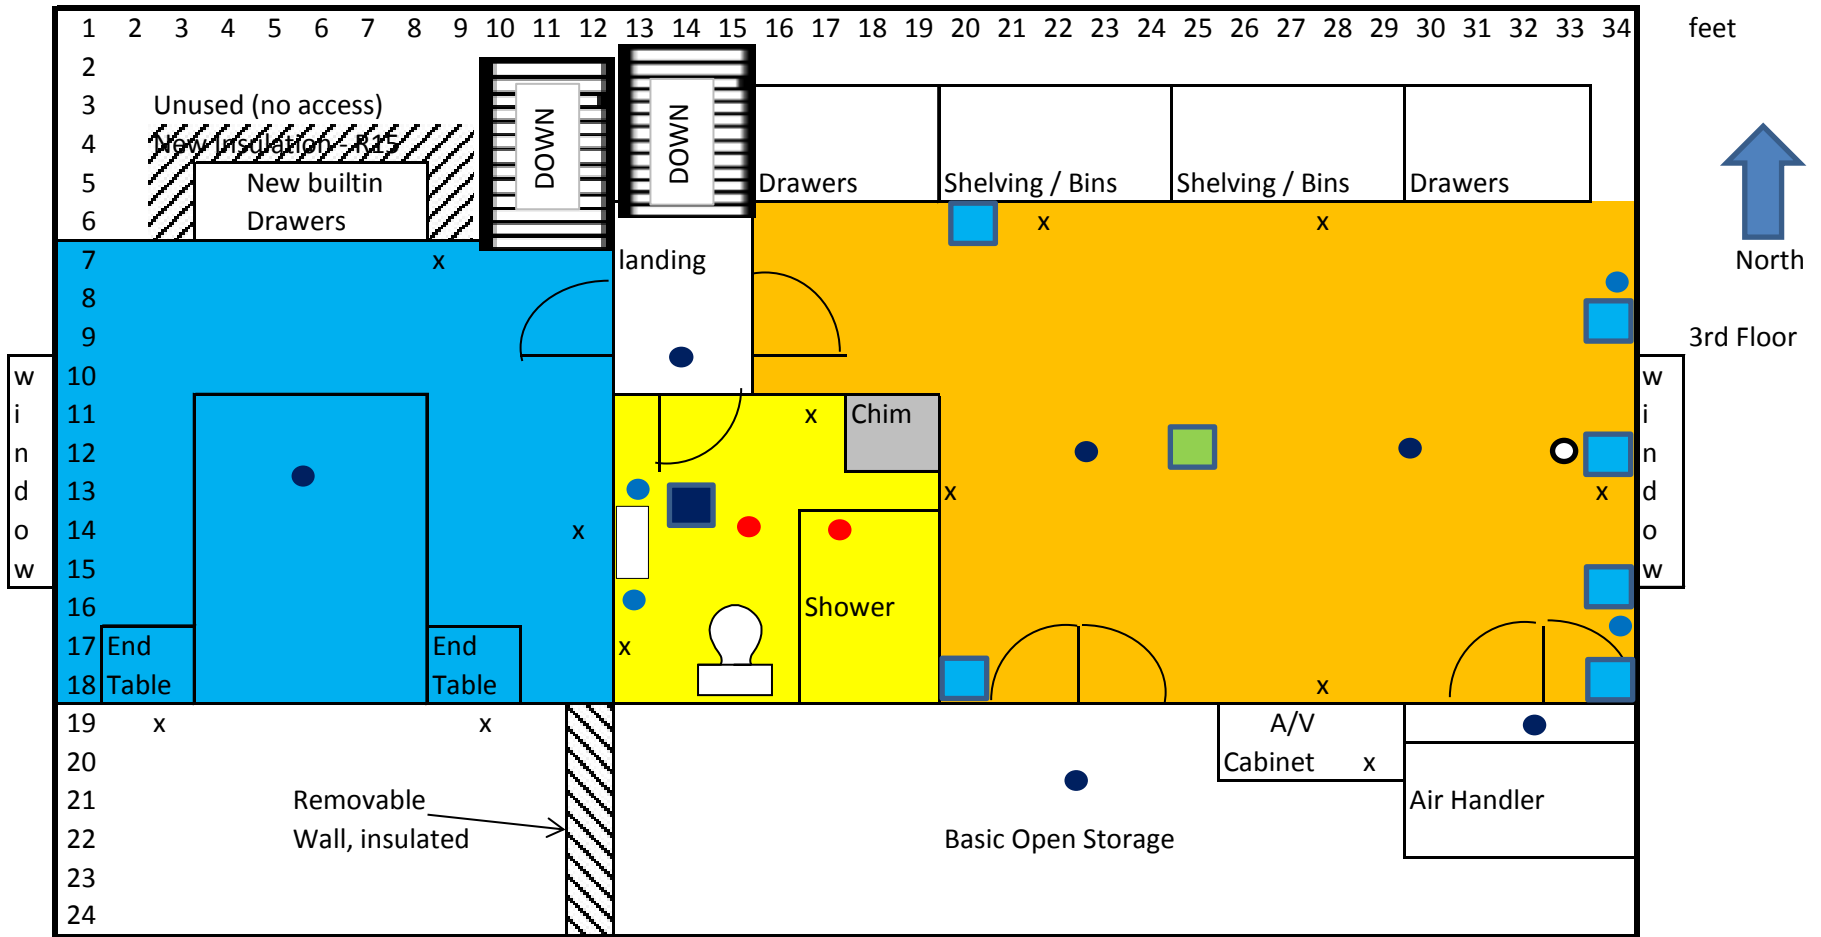 1 2 3 4 5 6 7 8 9 10 11 12 13 14 15 16 17 18 19 20 21 22 23 24 25 26 27 28 29 30 31 32 33 34 feet
2
3 Unused (no access)
4 New Insulation - R15
DOWN
DOWN
5 New builtin Drawers Shelving / Bins Shelving / Bins Drawers
6 Drawers x x
North
7 x landing
8
9 3rd Floor
window
window
10
11 x Chim
12
13 x x
14 x
15
16 Shower
17 End End x
18 Table Table x
19 x x A/V
20 Cabinet x
21 Removable Air Handler
22 Wall, insulated Basic Open Storage
23
24